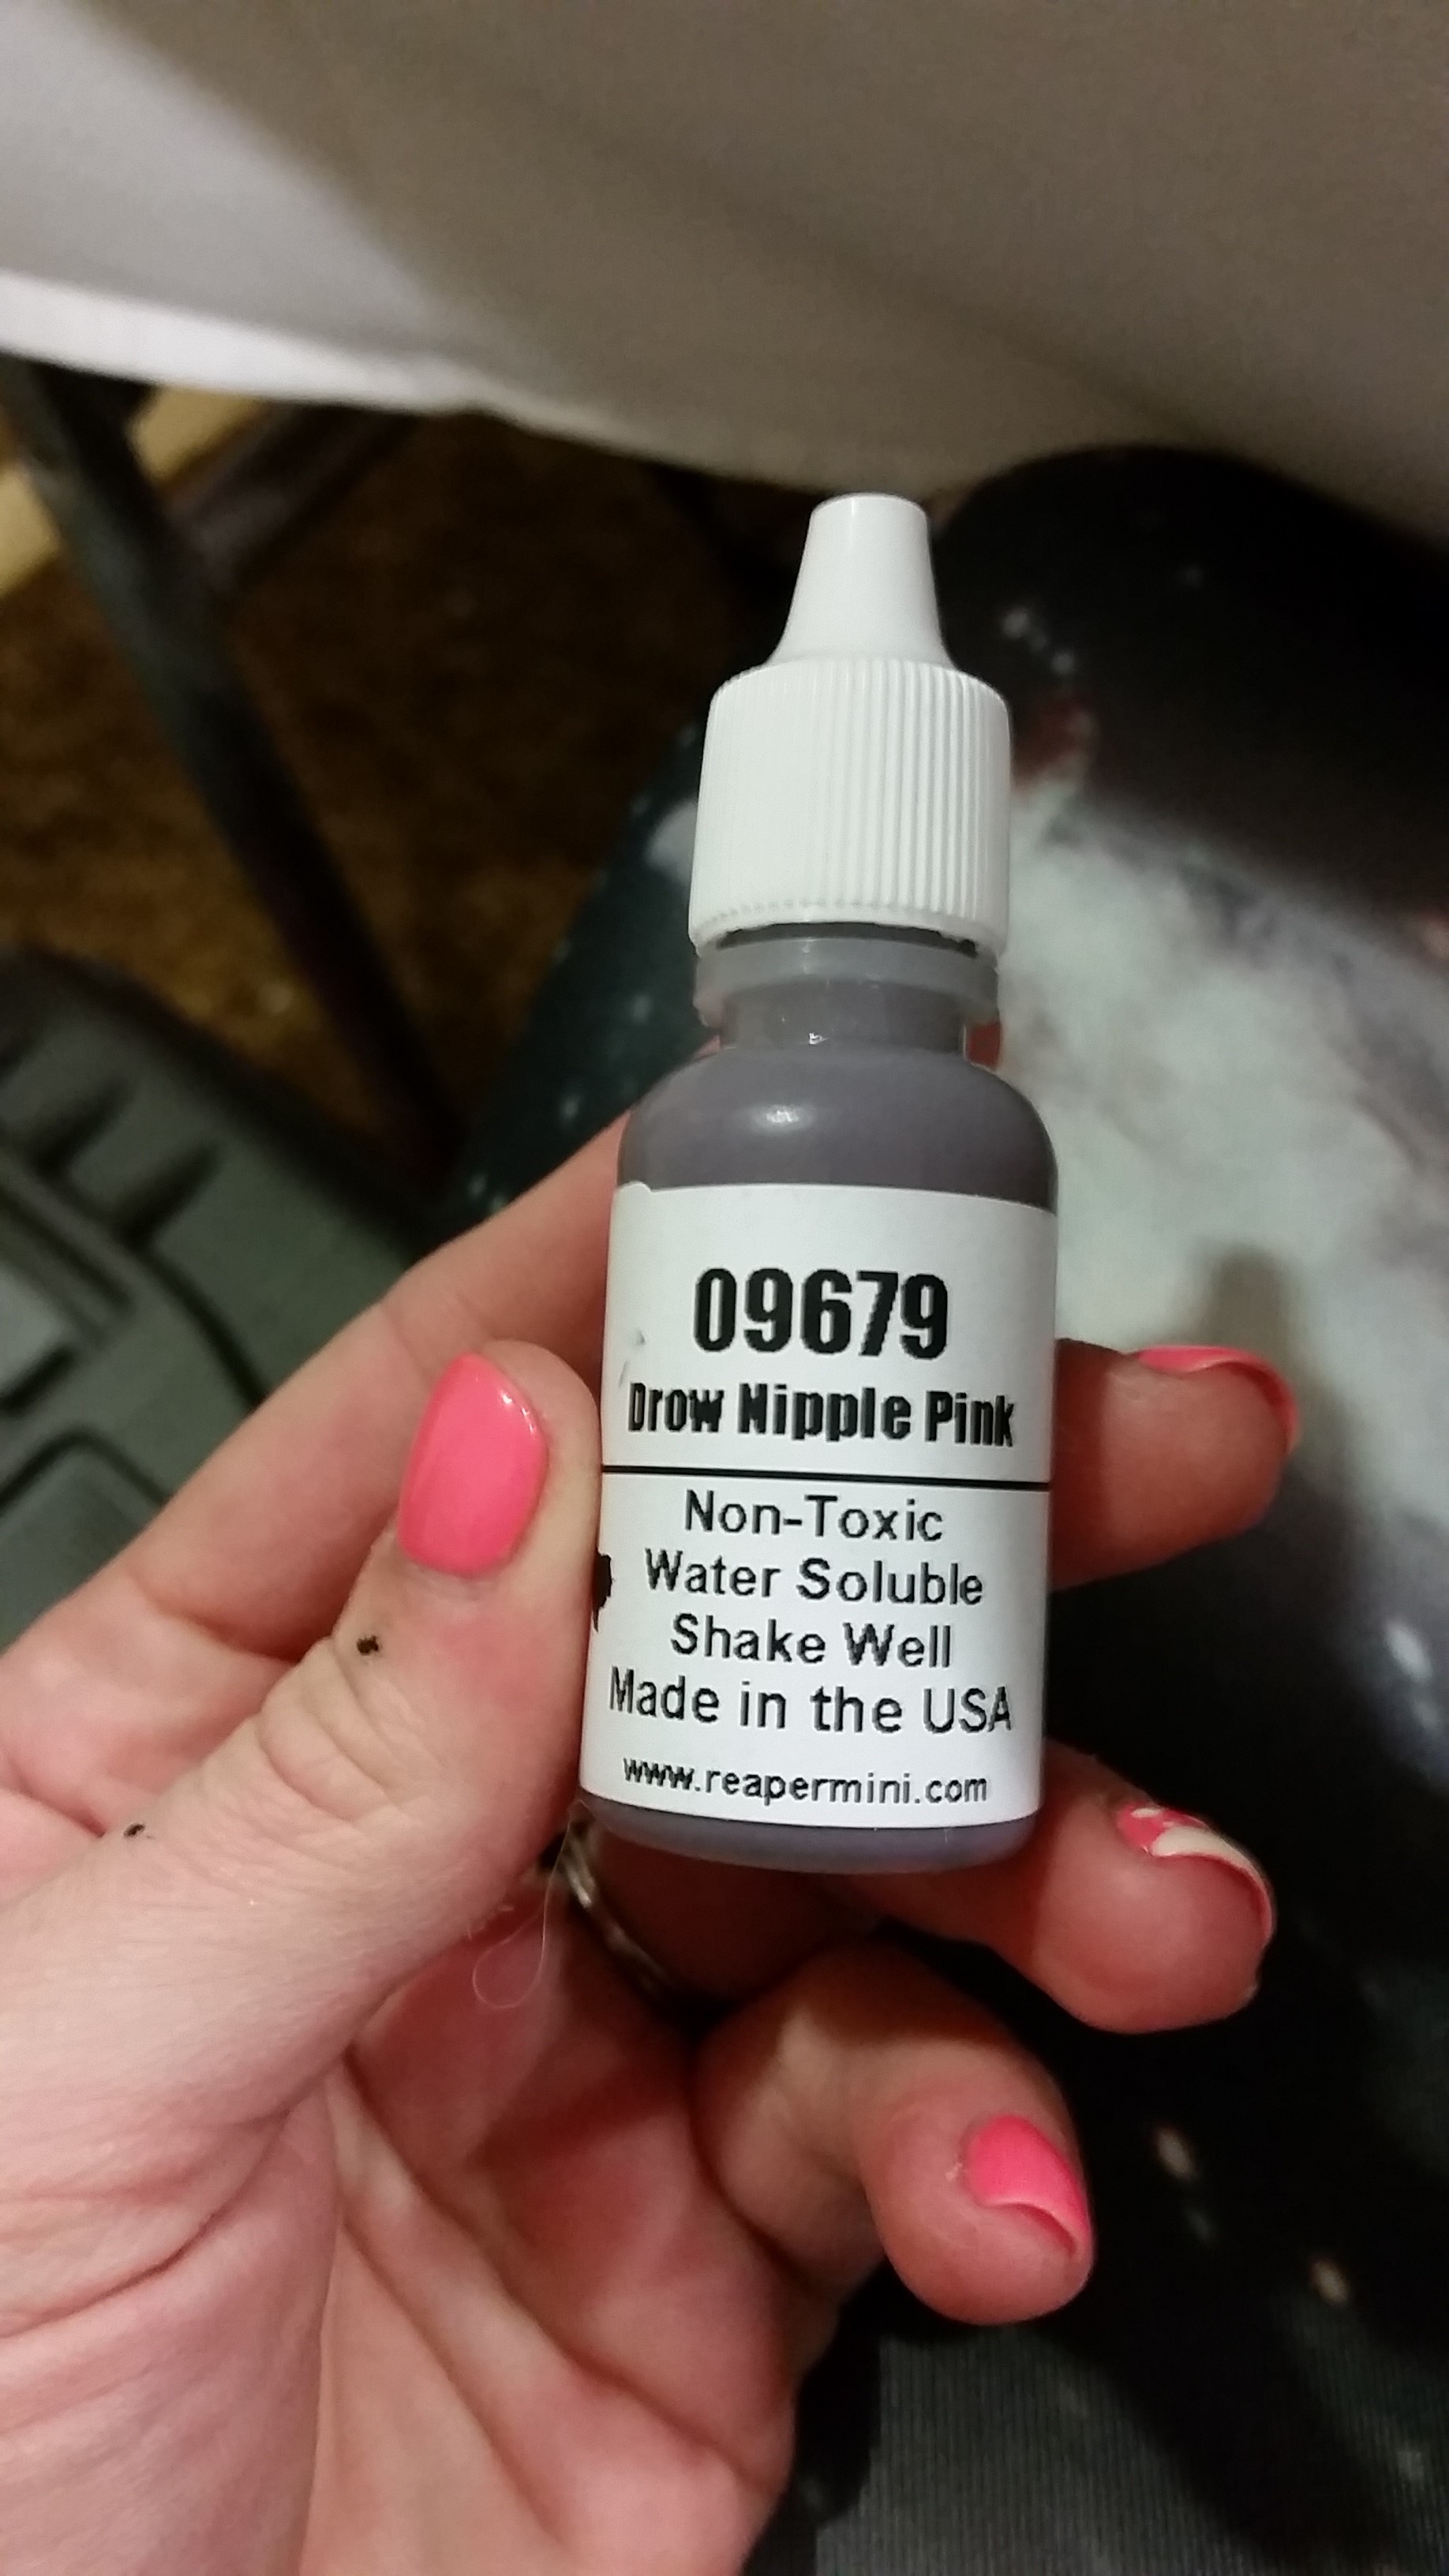 09679
Drow Nipple Pink
Non-Toxic
Water Soluble
Shake Well
Made in the USA
www.reapermini.com